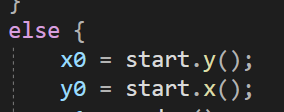 }
else {
x0 = start.y();
y0 = start.x();